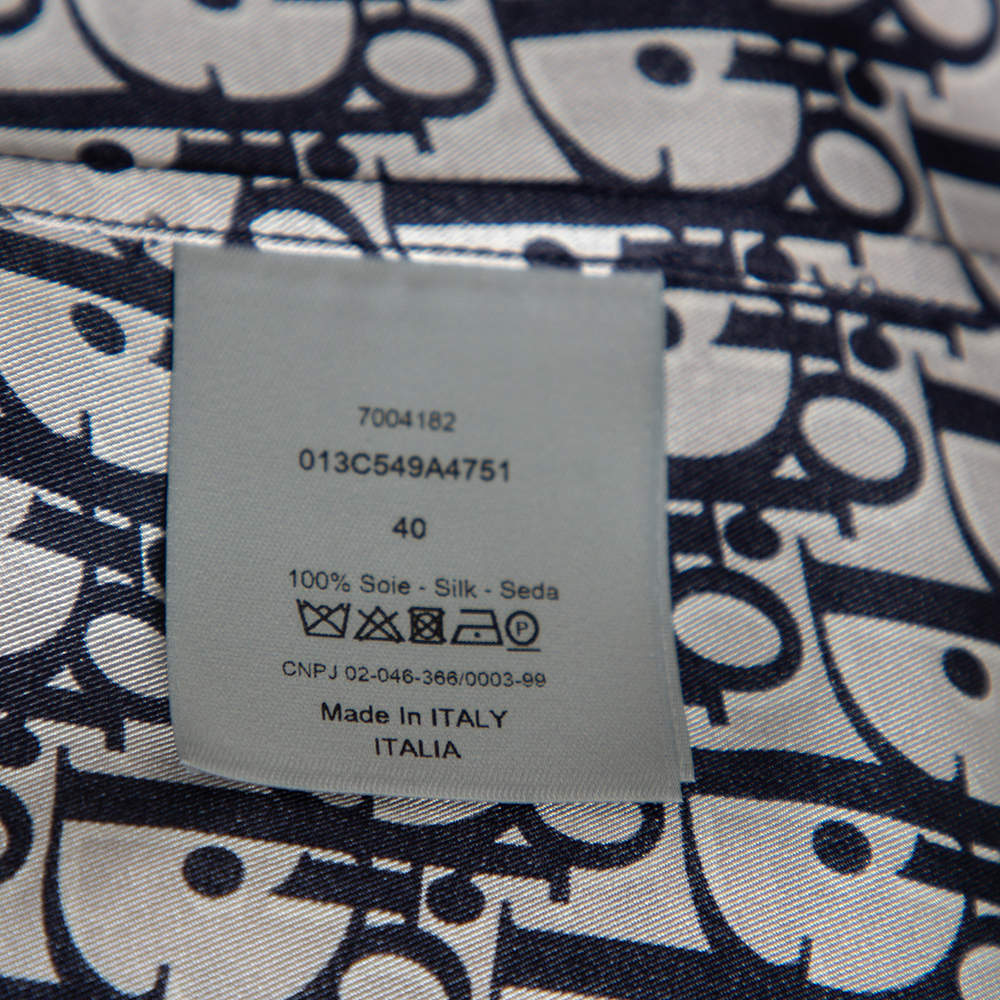 7004182
013C549A4751
40
100% Soie - Silk - Seda
P
CNPJ 02-046-366/0003-99
Made In ITALY
ITALIA